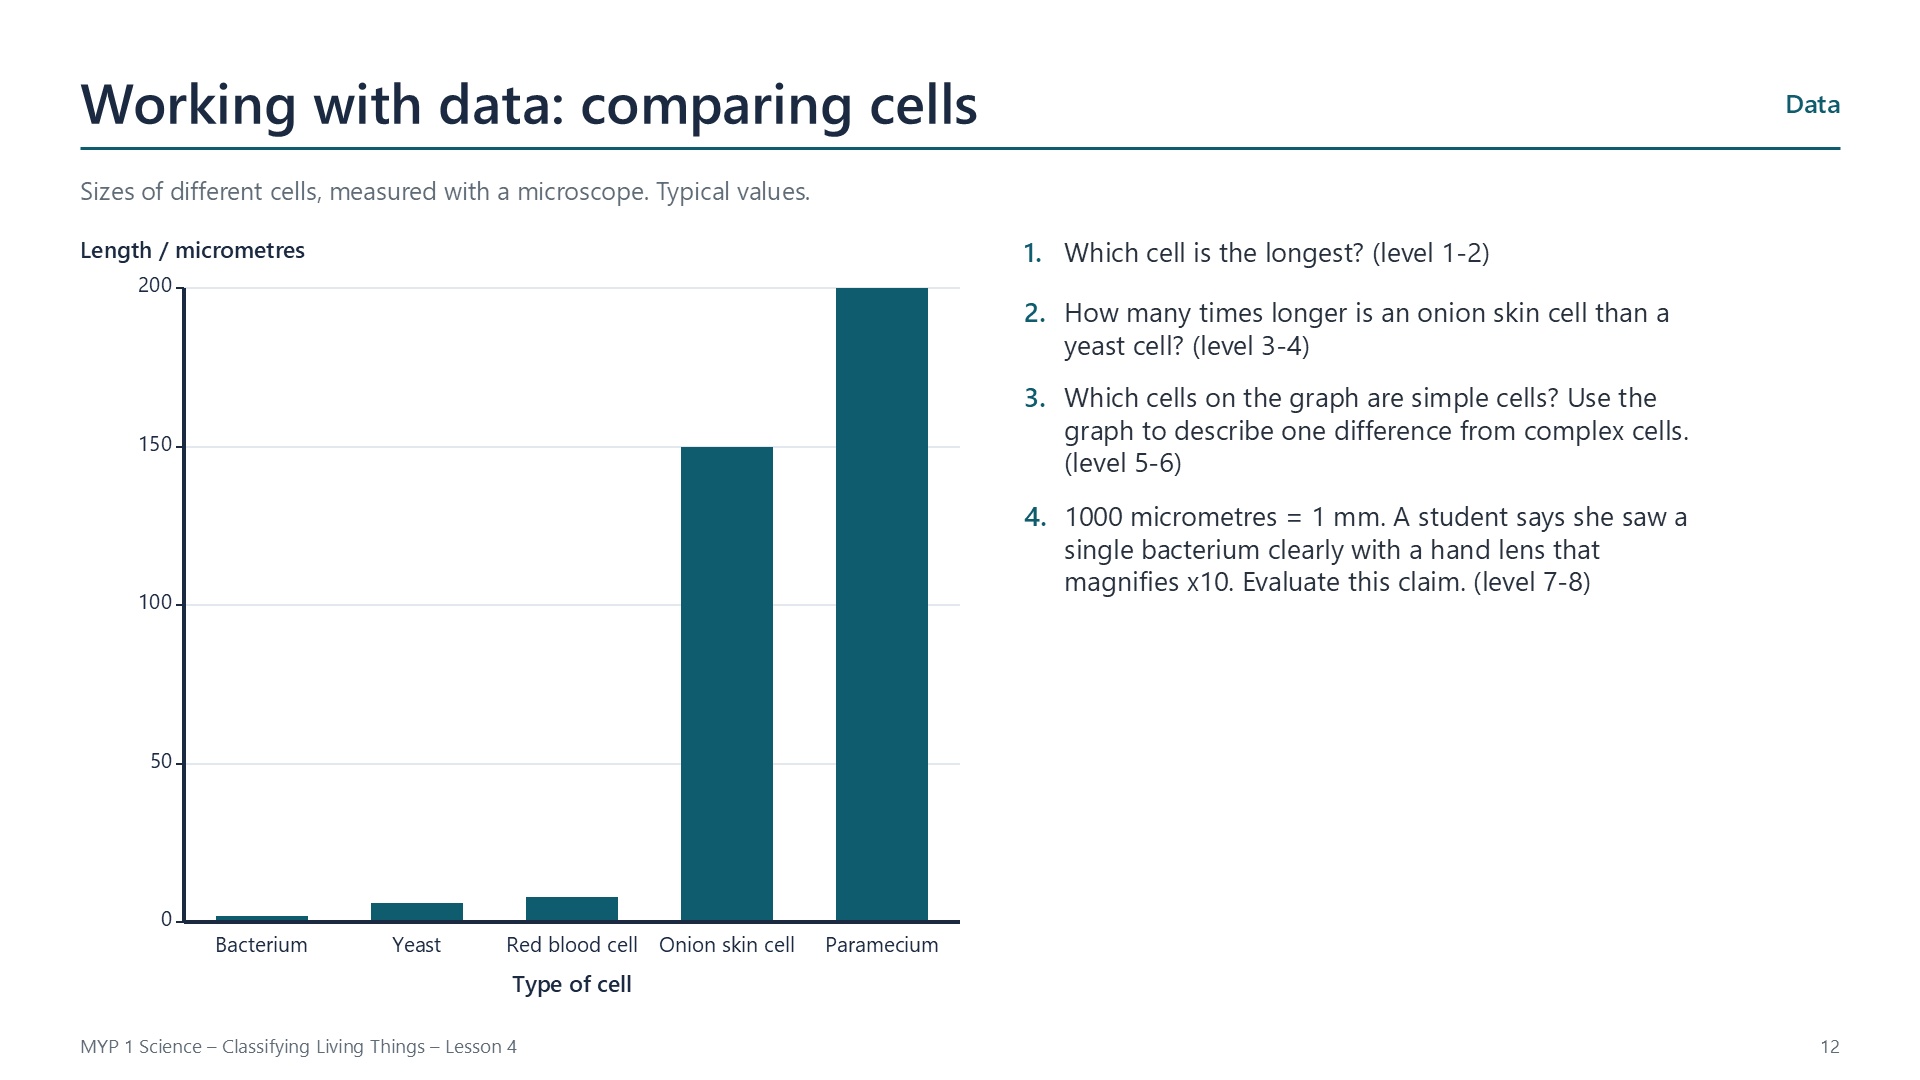 Working with data: comparing cells
Data
Sizes of different cells, measured with a microscope. Typical values.
Length / micrometres
200
150
100
50
0
Bacterium
Yeast
Red blood cell
Onion skin cell
Paramecium
Type of cell
1. Which cell is the longest? (level 1-2)
2. How many times longer is an onion skin cell than a
yeast cell? (level 3-4)
3. Which cells on the graph are simple cells? Use the
graph to describe one difference from complex cells.
(level 5-6)
4. 1000 micrometres = 1 mm. A student says she saw a
single bacterium clearly with a hand lens that
magnifies x10. Evaluate this claim. (level 7-8)
MYP 1 Science – Classifying Living Things – Lesson 4
12